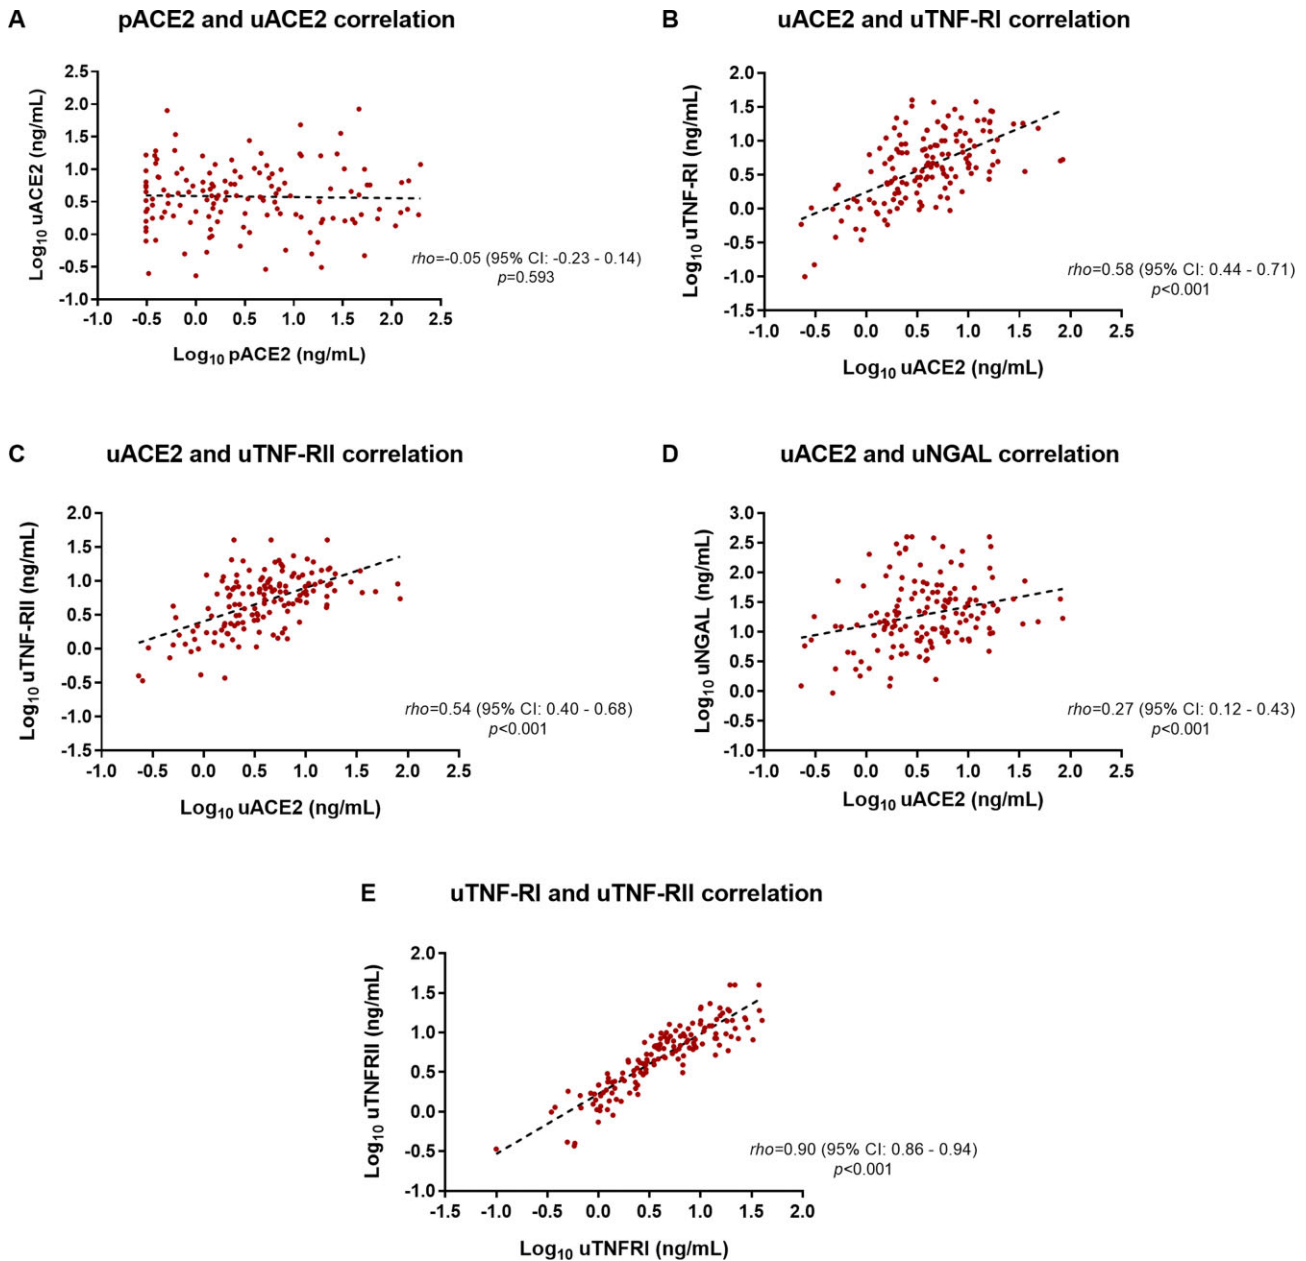 A
pACE2 and uACE2 correlation
Log10 uACE2 (ng/mL)
2.5
2.0
1.5
1.0
0.5
0.0
-0.5
-1.0
-1.0 -0.5 0.0 0.5 1.0 1.5 2.0 2.5
Log10 pACE2 (ng/mL)
rho=-0.05 (95% CI: -0.23 - 0.14)
p=0.593
B
uACE2 and uTNF-RI correlation
Log10 uTNF-RI (ng/mL)
2.0
1.5
1.0
0.5
0.0
-0.5
-1.0
-1.5
-1.0 -0.5 0.0 0.5 1.0 1.5 2.0 2.5
Log10 uACE2 (ng/mL)
rho=0.58 (95% CI: 0.44 - 0.71)
p<0.001
C
uACE2 and uTNF-RII correlation
Log10 uTNF-RII (ng/mL)
2.0
1.5
1.0
0.5
0.0
-0.5
-1.0
-1.5
-1.0 -0.5 0.0 0.5 1.0 1.5 2.0 2.5
Log10 uACE2 (ng/mL)
rho=0.54 (95% CI: 0.40 - 0.68)
p<0.001
D
uACE2 and uNGAL correlation
Log10 uNGAL (ng/mL)
3.0
2.5
2.0
1.5
1.0
0.5
0.0
-0.5
-1.0
-1.0 -0.5 0.0 0.5 1.0 1.5 2.0 2.5
Log10 uACE2 (ng/mL)
rho=0.27 (95% CI: 0.12 - 0.43)
p<0.001
E
uTNF-RI and uTNF-RII correlation
Log10 uTNFRII (ng/mL)
2.0
1.5
1.0
0.5
0.0
-0.5
-1.0
-1.5 -1.0 -0.5 0.0 0.5 1.0 1.5 2.0
Log10 uTNFRI (ng/mL)
rho=0.90 (95% CI: 0.86 - 0.94)
p<0.001